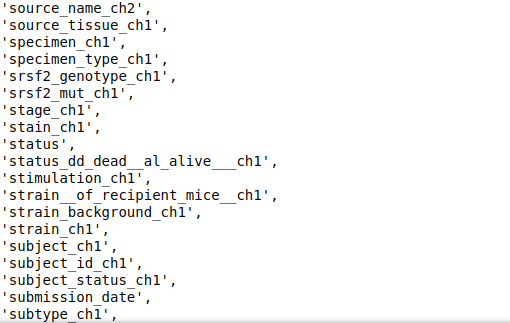 'source_name_ch2',
'source_tissue_ch1',
'specimen_ch1',
'specimen_type_ch1',
'srsf2_genotype_ch1',
'srsf2_mut_ch1',
'stage_ch1',
'stain_ch1',
'status',
'status_dd_dead__al_alive___ch1',
'stimulation_ch1',
'strain__of_recipient_mice__ch1',
'strain_background_ch1',
'strain_ch1',
'subject_ch1',
'subject_id_ch1',
'subject_status_ch1',
'submission_date',
'subtype_ch1',